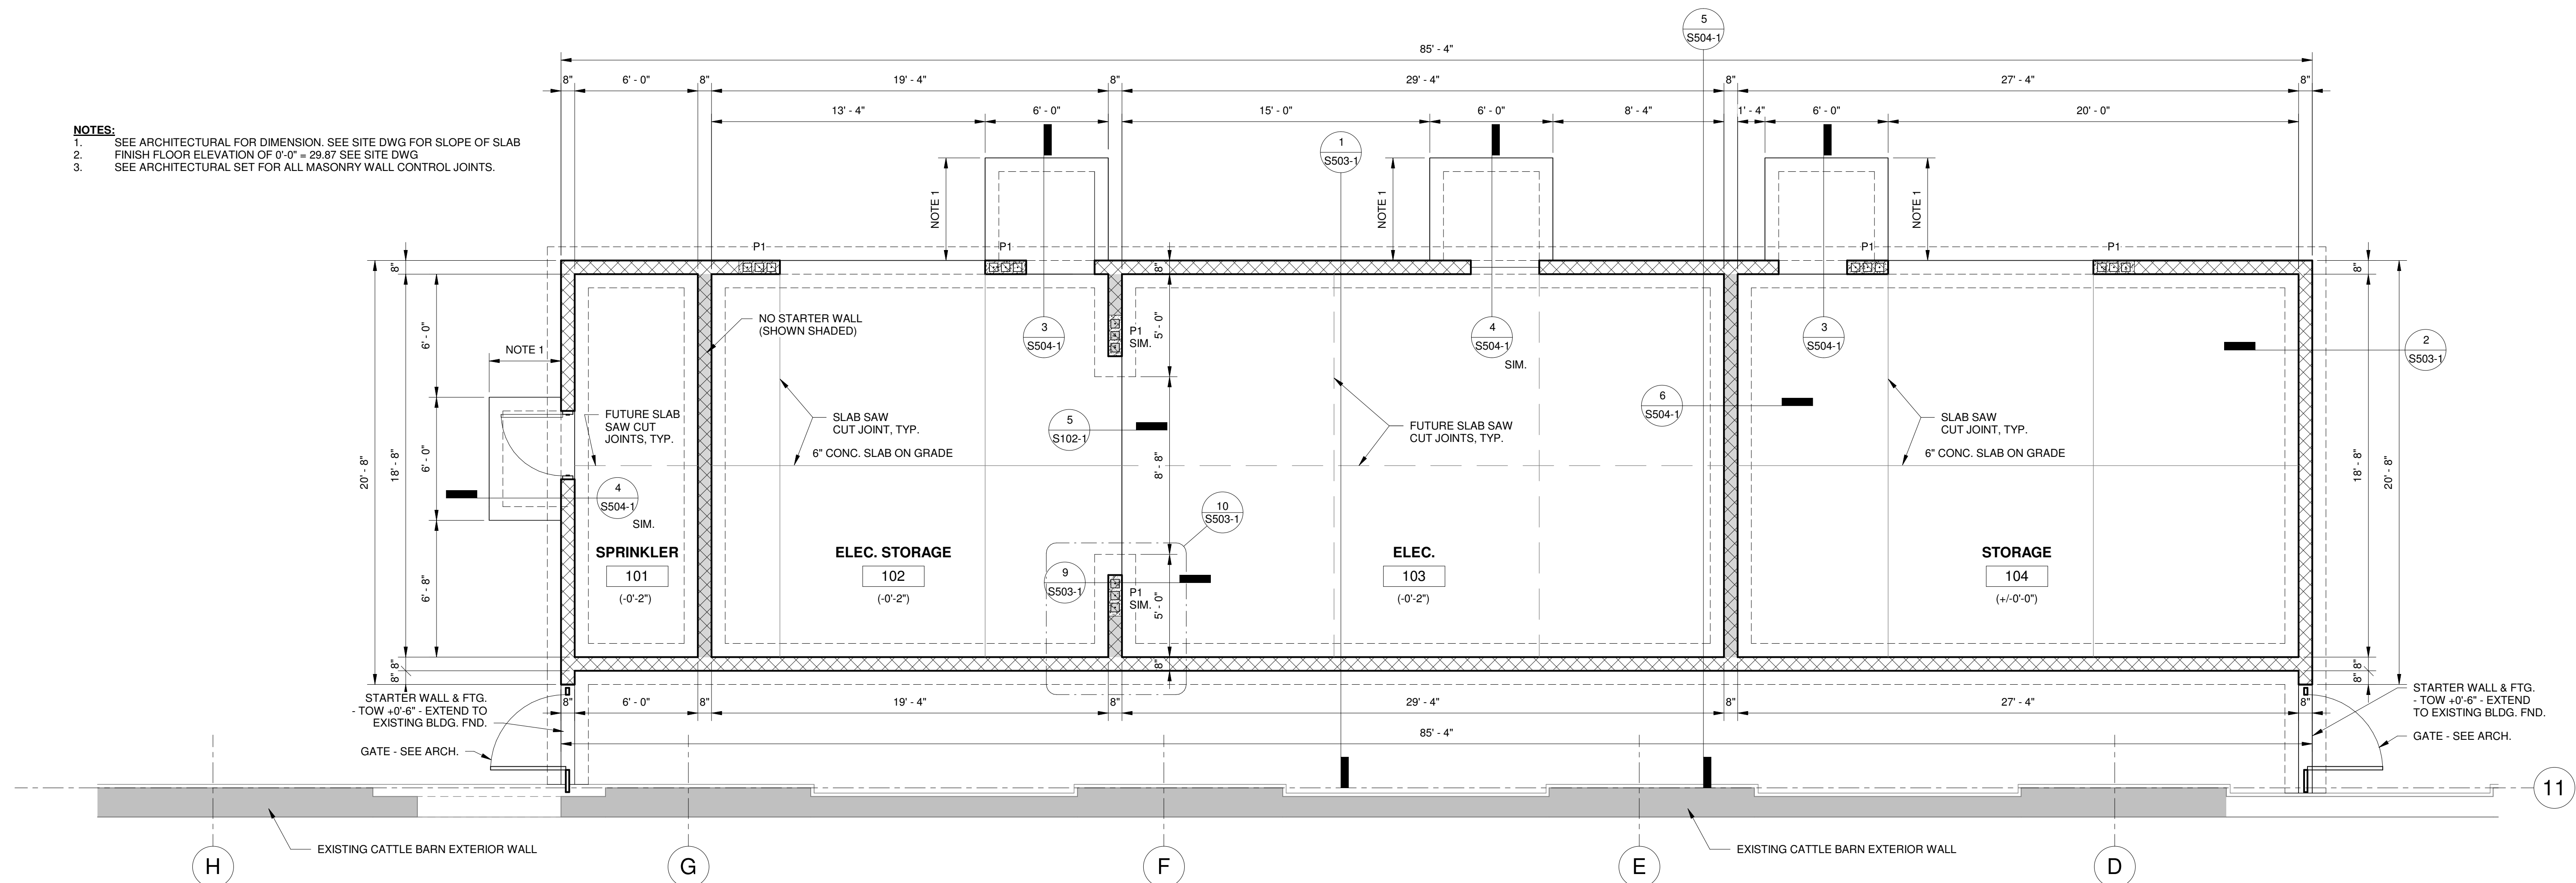 5
S504-1
85' - 4"
8"
6' - 0"
8"
19' - 4"
8"
29' - 4"
8"
27' - 4"
8"
13' - 4"
6' - 0"
15' - 0"
6' - 0"
8' - 4"
1' - 4"
6' - 0"
20' - 0"
NOTES:
1. SEE ARCHITECTURAL FOR DIMENSION. SEE SITE DWG FOR SLOPE OF SLAB
2. FINISH FLOOR ELEVATION OF 0'-0" = 29.87 SEE SITE DWG
3. SEE ARCHITECTURAL SET FOR ALL MASONRY WALL CONTROL JOINTS.
1
S503-1
NOTE 1
NOTE 1
NOTE 1
P1
P1
P1
P1
8"
8"
8"
20' - 8"
18' - 8"
6' - 0"
6' - 0"
6' - 8"
NOTE 1
NO STARTER WALL
(SHOWN SHADED)
3
S504-1
P1
SIM.
5' - 0"
4
S504-1
SIM.
3
S504-1
2
S503-1
FUTURE SLAB
SAW CUT
JOINTS, TYP.
SLAB SAW
CUT JOINT, TYP.
6" CONC. SLAB ON GRADE
5
S102-1
8' - 8"
FUTURE SLAB SAW
CUT JOINTS, TYP.
6
S504-1
SLAB SAW
CUT JOINT, TYP.
6" CONC. SLAB ON GRADE
18' - 8"
20' - 8"
4
S504-1
SIM.
10
S503-1
SPRINKLER
101
(-0'-2")
ELEC. STORAGE
102
(-0'-2")
9
S503-1
P1
SIM.
5' - 0"
ELEC.
103
(-0'-2")
STORAGE
104
(+/-0'-0")
8"
8"
8"
STARTER WALL & FTG.
- TOW +0'-6" - EXTEND TO
EXISTING BLDG. FND.
GATE - SEE ARCH.
8"
6' - 0"
8"
19' - 4"
8"
29' - 4"
8"
27' - 4"
8"
85' - 4"
STARTER WALL & FTG.
- TOW +0'-6" - EXTEND
TO EXISTING BLDG. FND.
GATE - SEE ARCH.
11
EXISTING CATTLE BARN EXTERIOR WALL
EXISTING CATTLE BARN EXTERIOR WALL
H
G
F
E
D